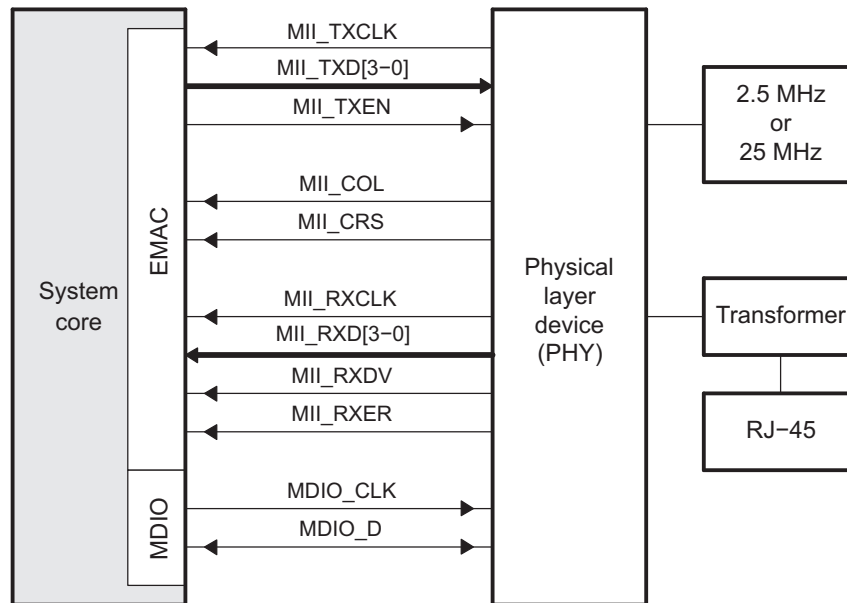 System
core
EMAC
MDIO
MII_TXCLK
MII_TXD[3−0]
MII_TXEN
MII_COL
MII_CRS
MII_RXCLK
MII_RXD[3−0]
MII_RXDV
MII_RXER
MDIO_CLK
MDIO_D
Physical
layer
device
(PHY)
2.5 MHz
or
25 MHz
Transformer
RJ−45